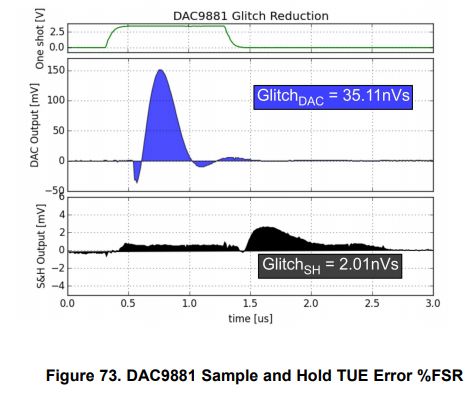 DAC9881 Glitch Reduction
One shot [V]
2.5
0.0
DAC Output [mV]
150
100
50
0
−50
Glitch_DAC = 35.11nVs
S&H Output [mV]
6
4
2
0
−2
−4
Glitch_SH = 2.01nVs
0.0 0.5 1.0 1.5 2.0 2.5 3.0
time [us]
Figure 73. DAC9881 Sample and Hold TUE Error %FSR